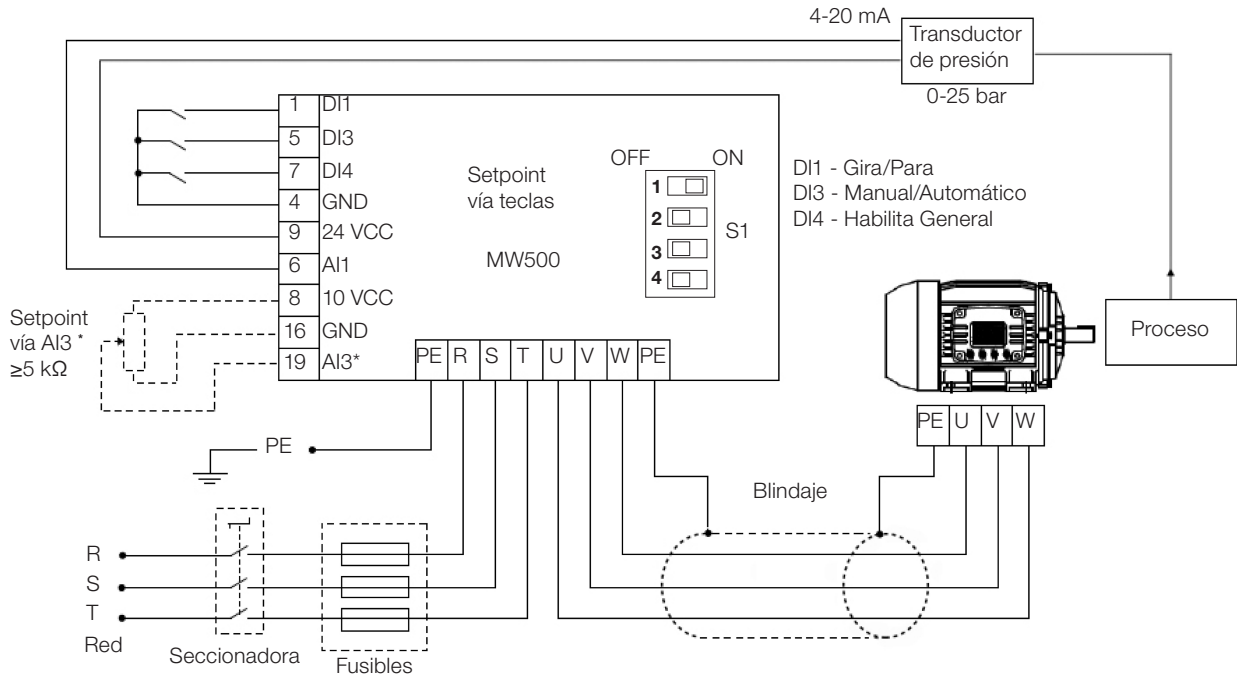 4-20 mA
Transductor
de presión
0-25 bar
1 DI1
5 DI3
7 DI4
4 GND
9 24 VCC
6 AI1
8 10 VCC
16 GND
19 AI3*
Setpoint
vía teclas
MW500
OFF ON
1
2
3
4
S1
DI1 - Gira/Para
DI3 - Manual/Automático
DI4 - Habilita General
Setpoint
vía AI3 *
≥5 kΩ
PE R S T U V W PE
Proceso
PE U V W
PE
Blindaje
R
S
T
Red
Seccionadora
Fusibles